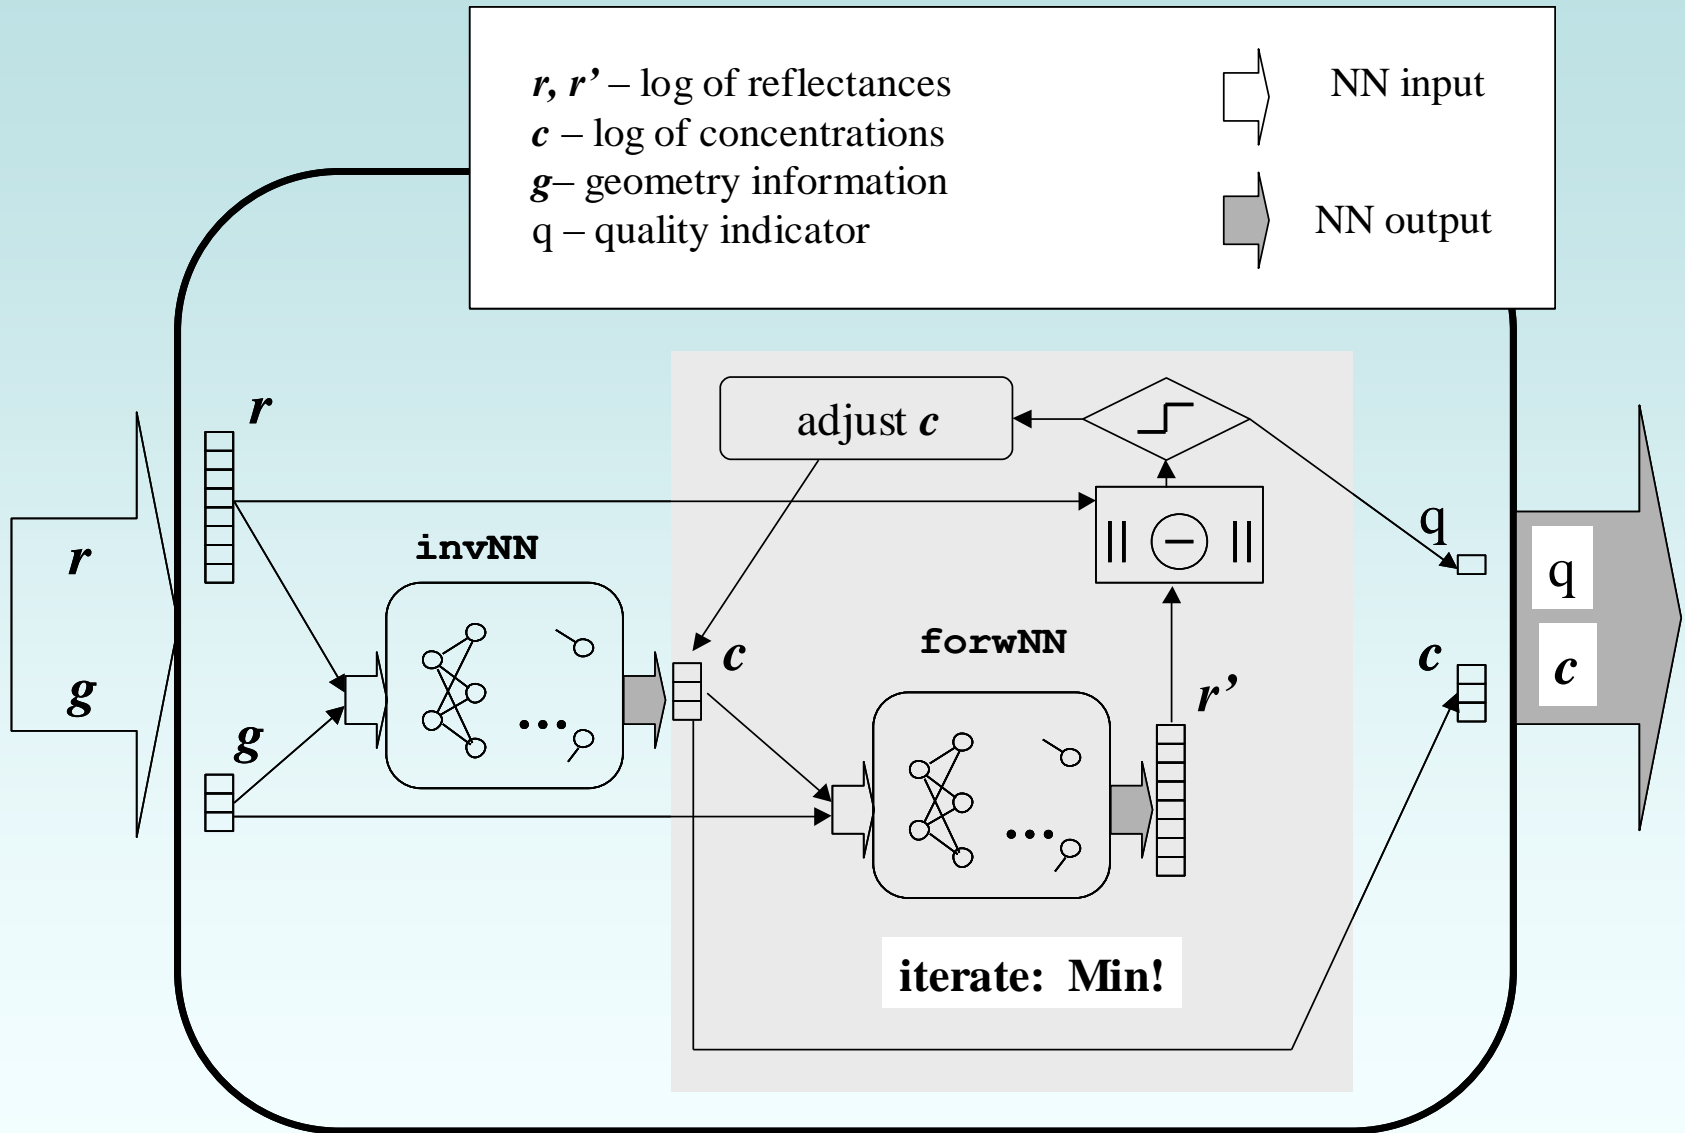 r, r’ – log of reflectances
c – log of concentrations
g– geometry information
q – quality indicator
NN input
NN output
r
adjust c
r
g
invNN
g
c
forwNN
r’
q
c
q
c
iterate: Min!